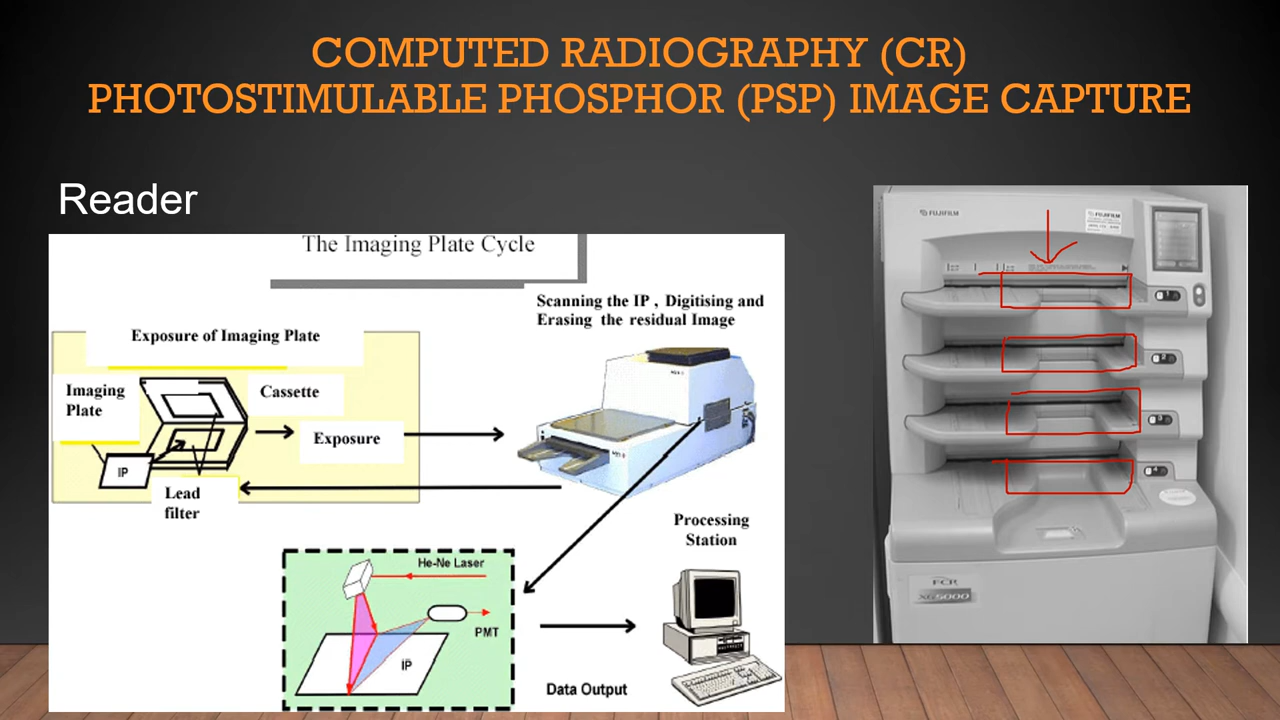 COMPUTED RADIOGRAPHY (CR)
PHOTOSTIMULABLE PHOSPHOR (PSP) IMAGE CAPTURE
Reader
The Imaging Plate Cycle
Scanning the IP , Digitising and
Erasing the residual Image
Exposure of Imaging Plate
Imaging
Plate
Cassette
Exposure
IP
Lead
filter
Processing
Station
He-Ne Laser
PMT
IP
Data Output
FUJIFILM
FUJIFILM
FCR
XG5000